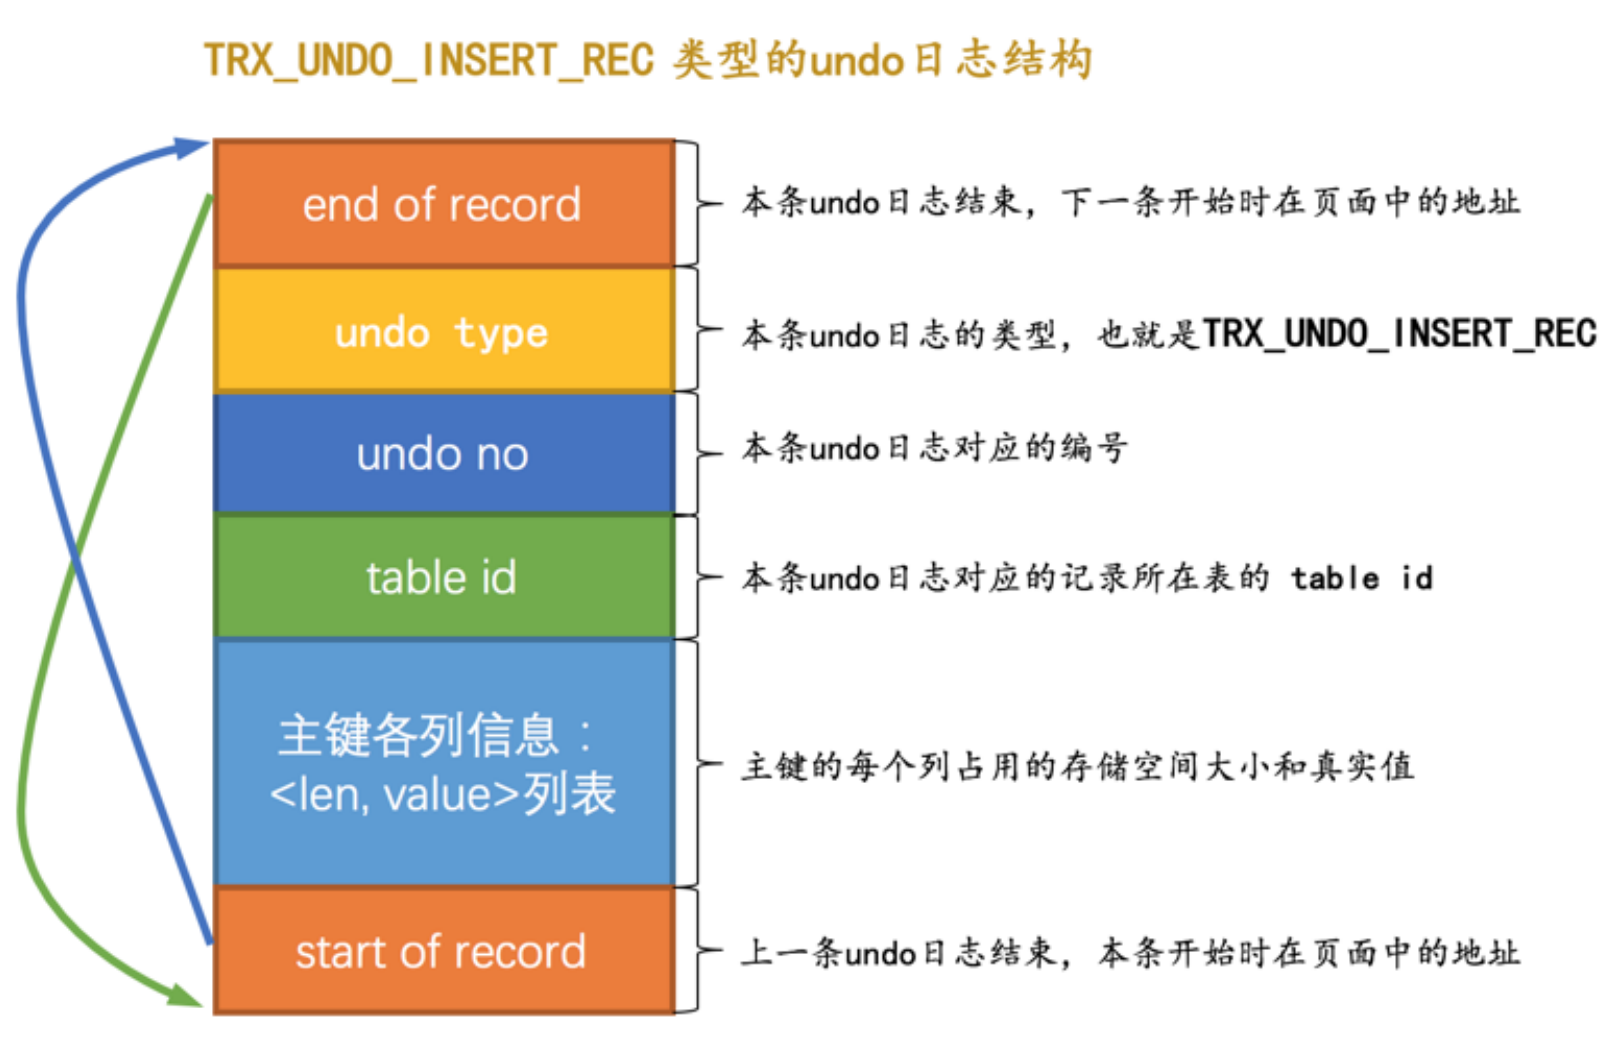 TRX_UNDO_INSERT_REC 类型的undo日志结构
end of record
本条undo日志结束，下一条开始时在页面中的地址
undo type
本条undo日志的类型，也就是TRX_UNDO_INSERT_REC
undo no
本条undo日志对应的编号
table id
本条undo日志对应的记录所在表的 table id
主键各列信息：
<len, value>列表
主键的每个列占用的存储空间大小和真实值
start of record
上一条undo日志结束，本条开始时在页面中的地址